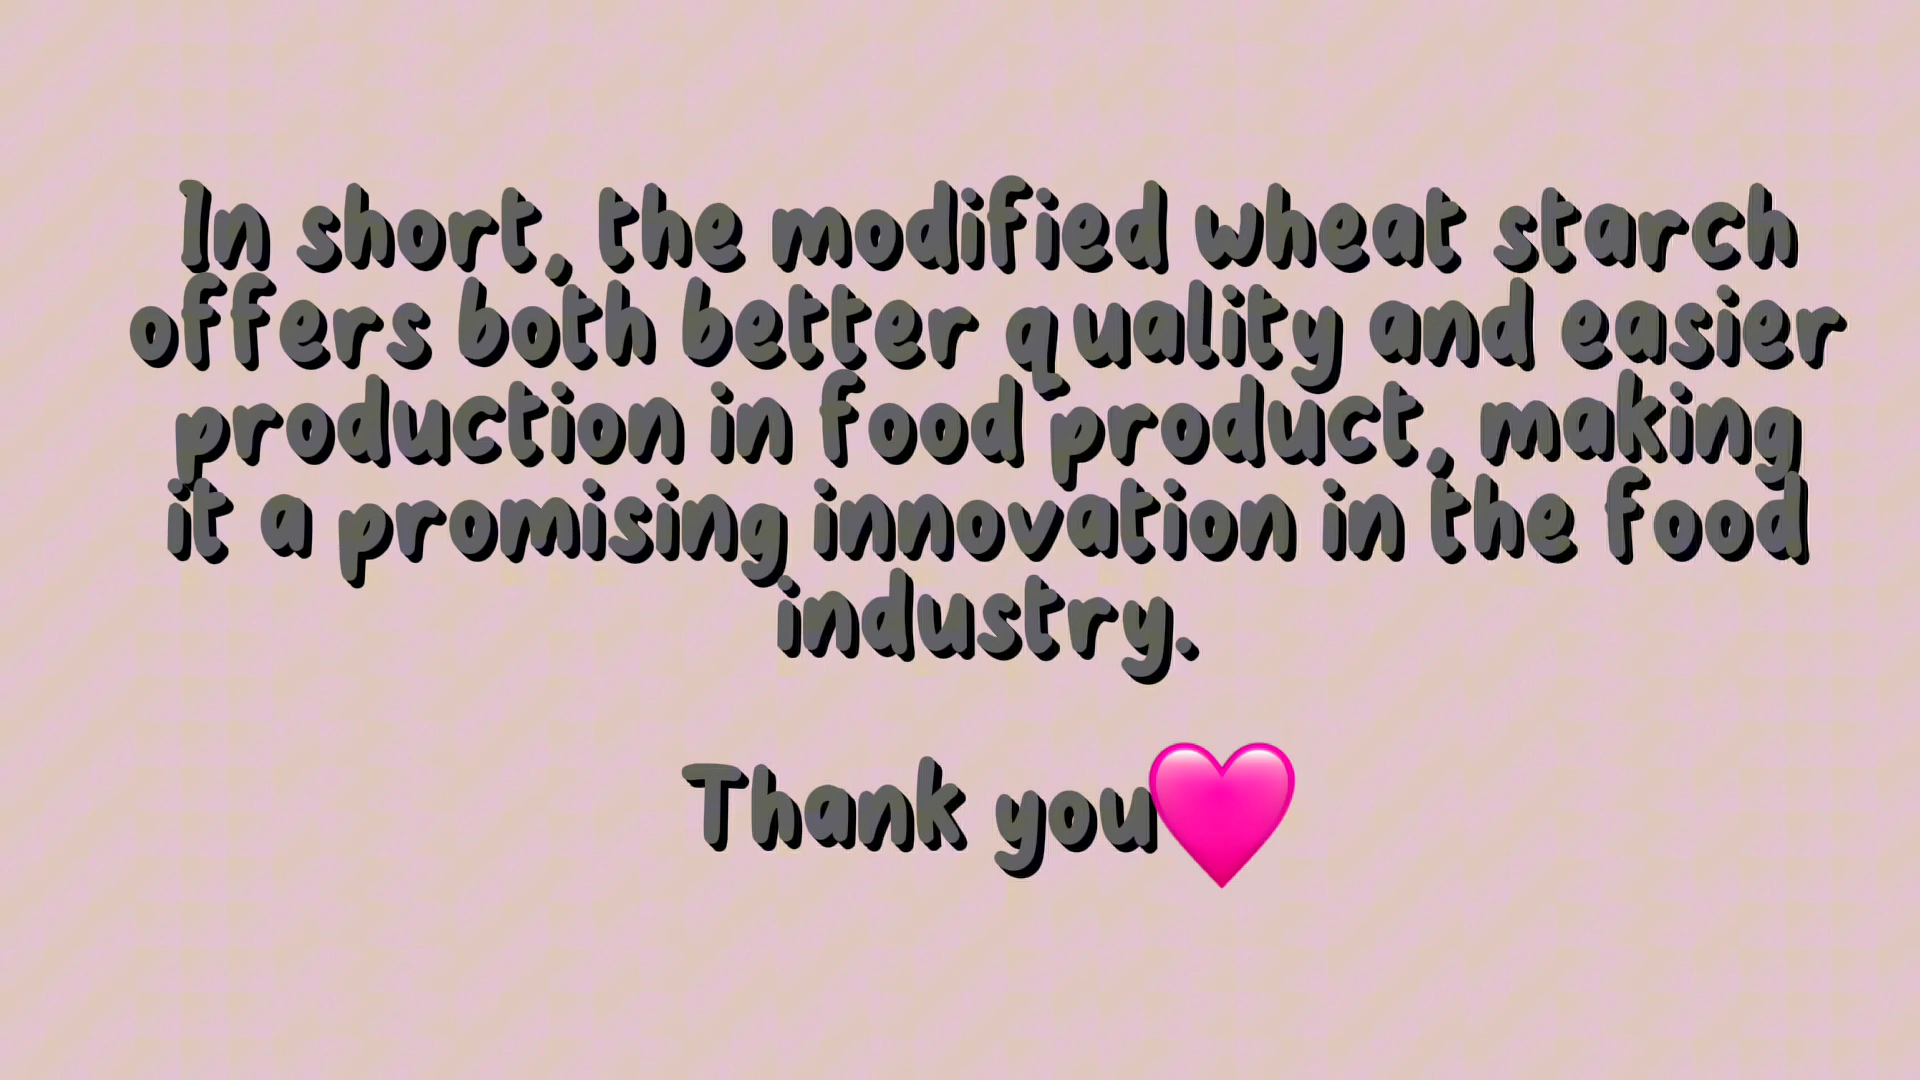 In short, the modified wheat starch
offers both better quality and easier
production in food product, making
it a promising innovation in the food
industry.
Thank you🩷